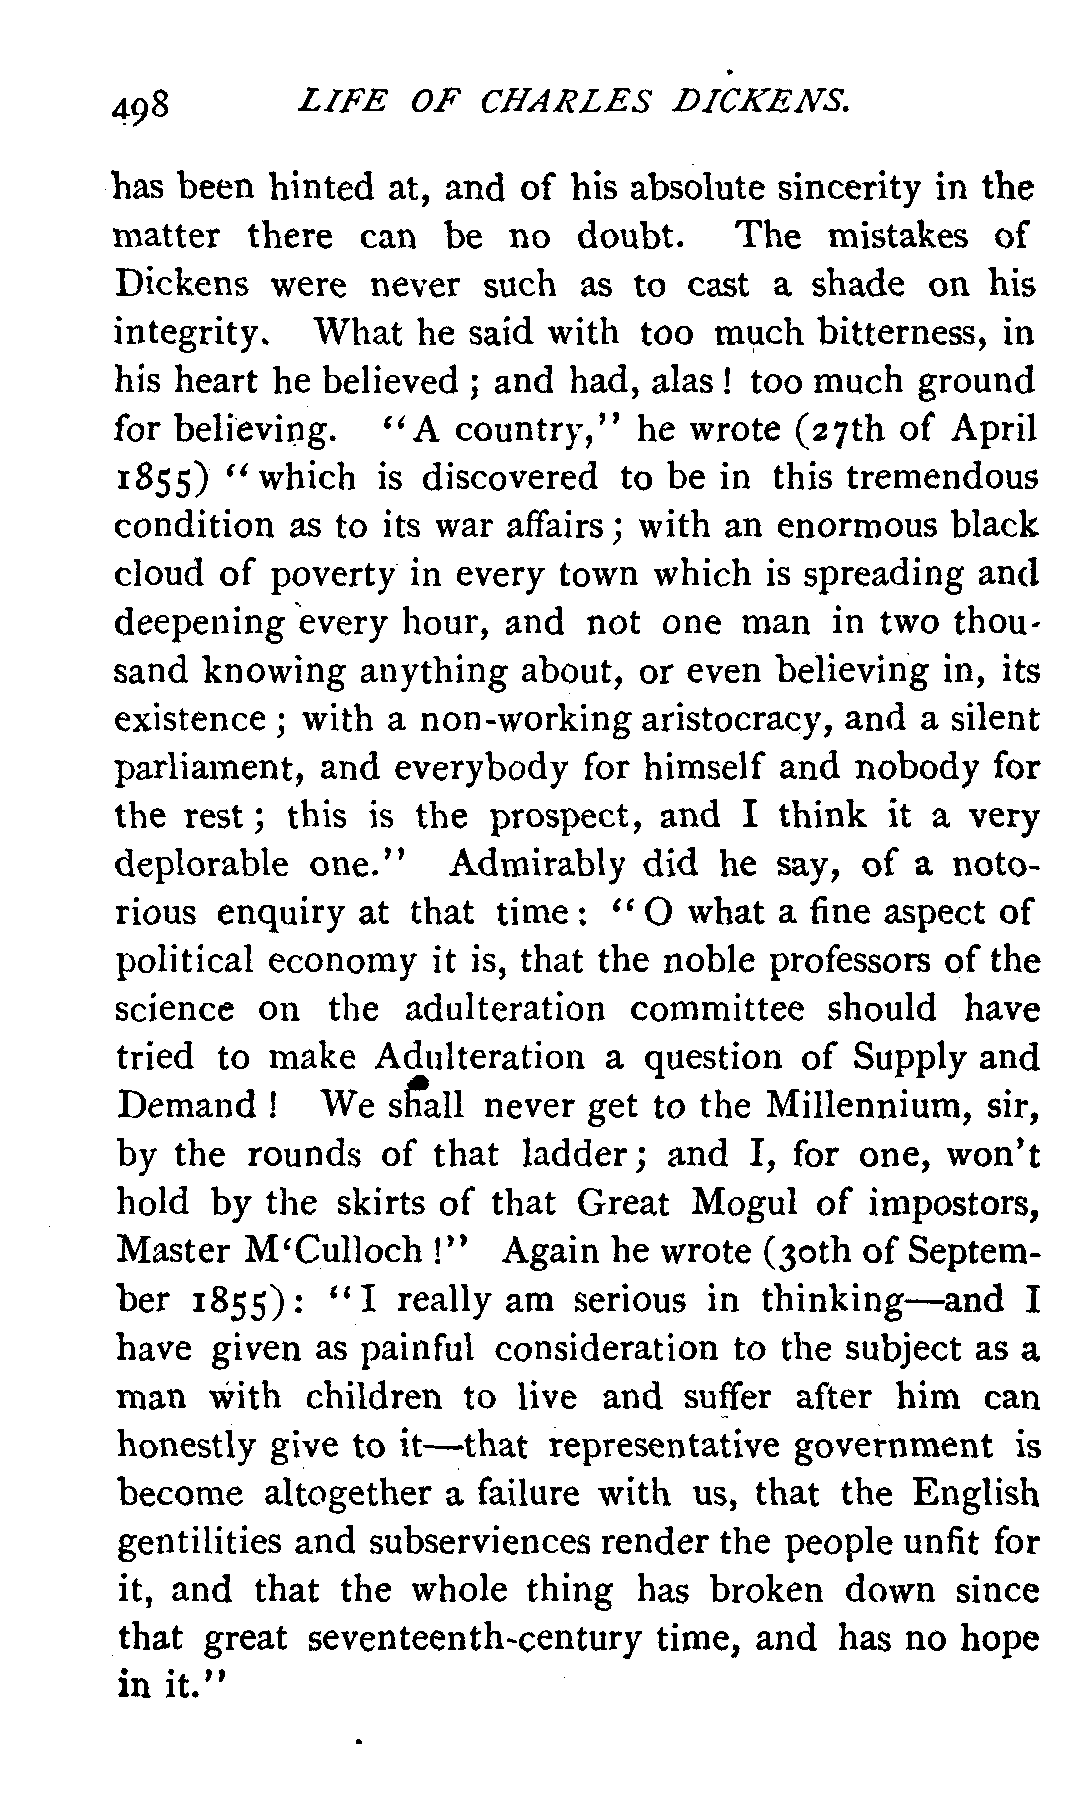 498 LIFE OF CHARLES DICKENS.
has been hinted at, and of his absolute sincerity in the
matter there can be no doubt. The mistakes of
Dickens were never such as to cast a shade on his
integrity. What he said with too much bitterness, in
his heart he believed ; and had, alas ! too much ground
for believing. “A country,” he wrote (27th of April
1855) “which is discovered to be in this tremendous
condition as to its war affairs ; with an enormous black
cloud of poverty in every town which is spreading and
deepening every hour, and not one man in two thou-
sand knowing anything about, or even believing in, its
existence ; with a non-working aristocracy, and a silent
parliament, and everybody for himself and nobody for
the rest ; this is the prospect, and I think it a very
deplorable one.” Admirably did he say, of a noto-
rious enquiry at that time : “O what a fine aspect of
political economy it is, that the noble professors of the
science on the adulteration committee should have
tried to make Adulteration a question of Supply and
Demand ! We shall never get to the Millennium, sir,
by the rounds of that ladder ; and I, for one, won’t
hold by the skirts of that Great Mogul of impostors,
Master M‘Culloch !” Again he wrote (30th of Septem-
ber 1855) : “I really am serious in thinking—and I
have given as painful consideration to the subject as a
man with children to live and suffer after him can
honestly give to it—that representative government is
become altogether a failure with us, that the English
gentilities and subserviences render the people unfit for
it, and that the whole thing has broken down since
that great seventeenth-century time, and has no hope
in it.”